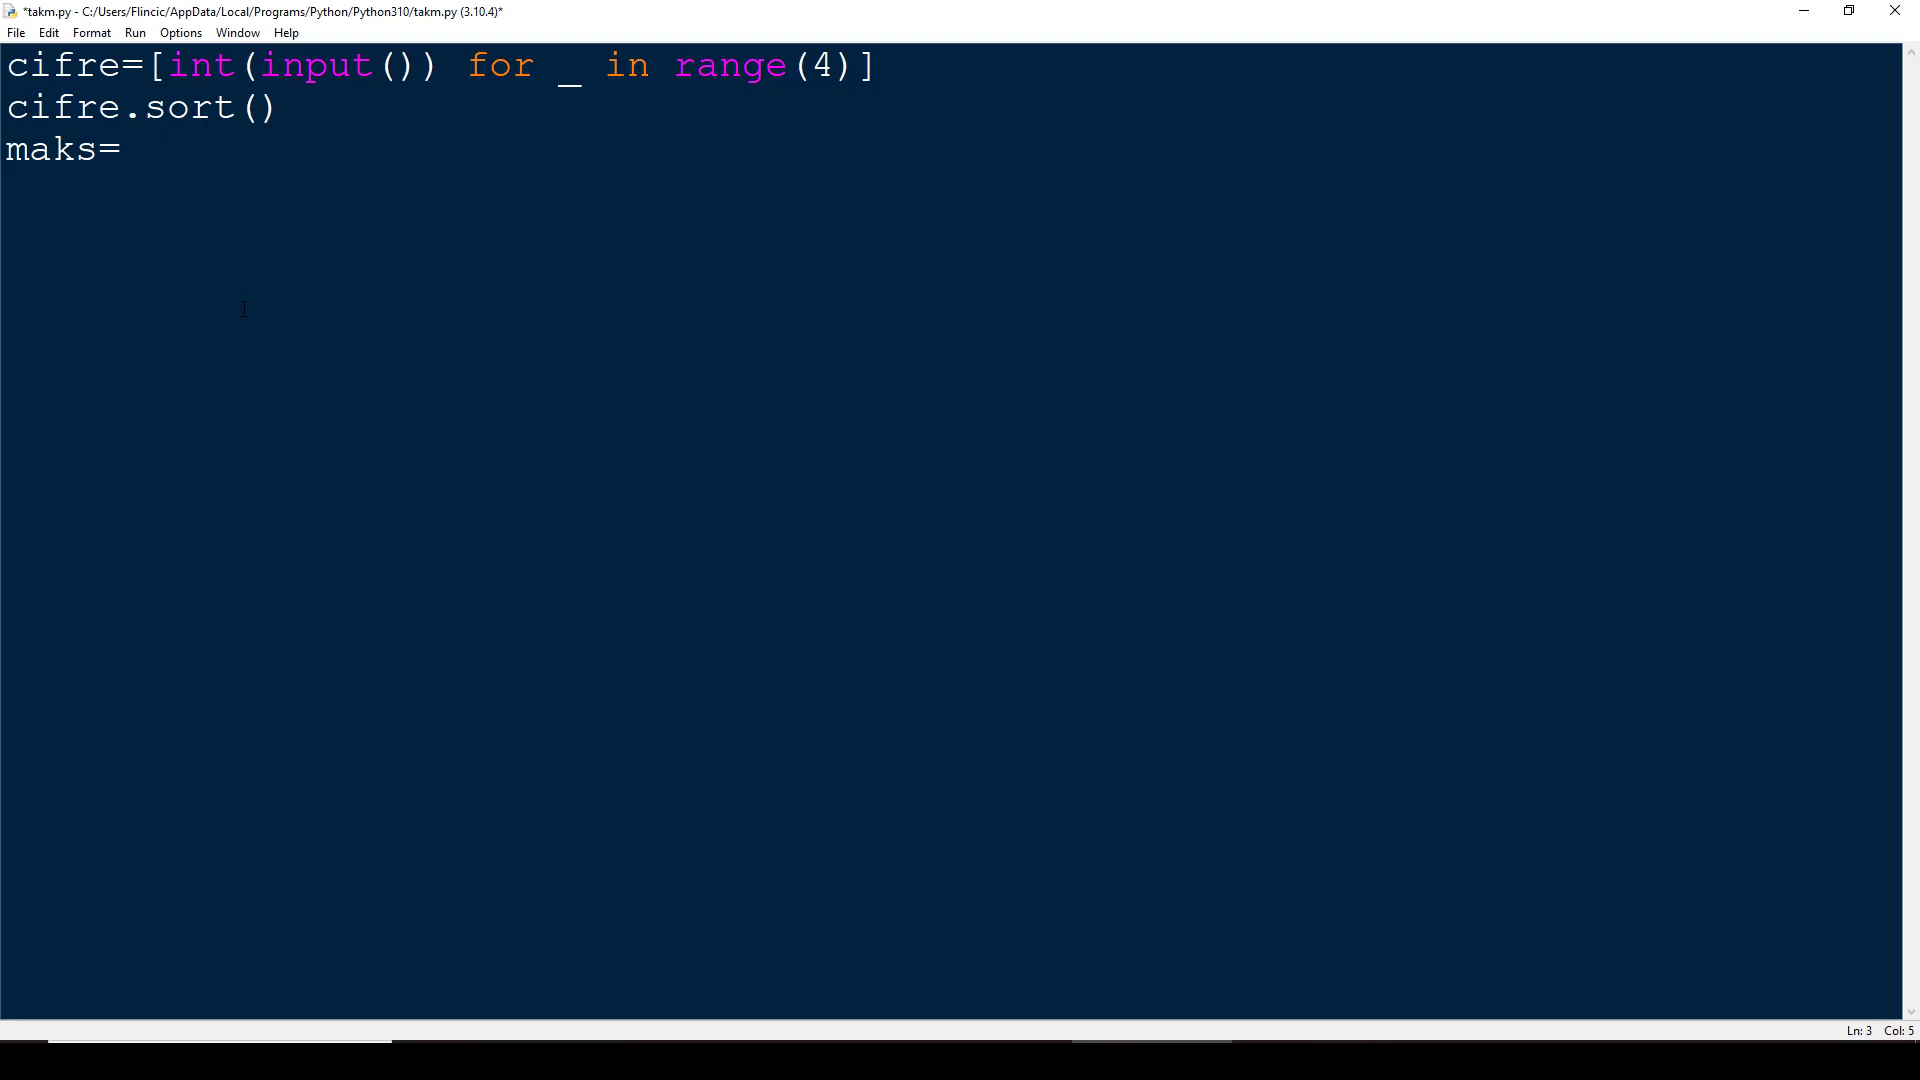 *takm.py - C:/Users/Flincic/AppData/Local/Programs/Python/Python310/takm.py (3.10.4)*
File Edit Format Run Options Window Help
cifre=[int(input()) for _ in range(4)]
cifre.sort()
maks=
Ln: 3 Col: 5